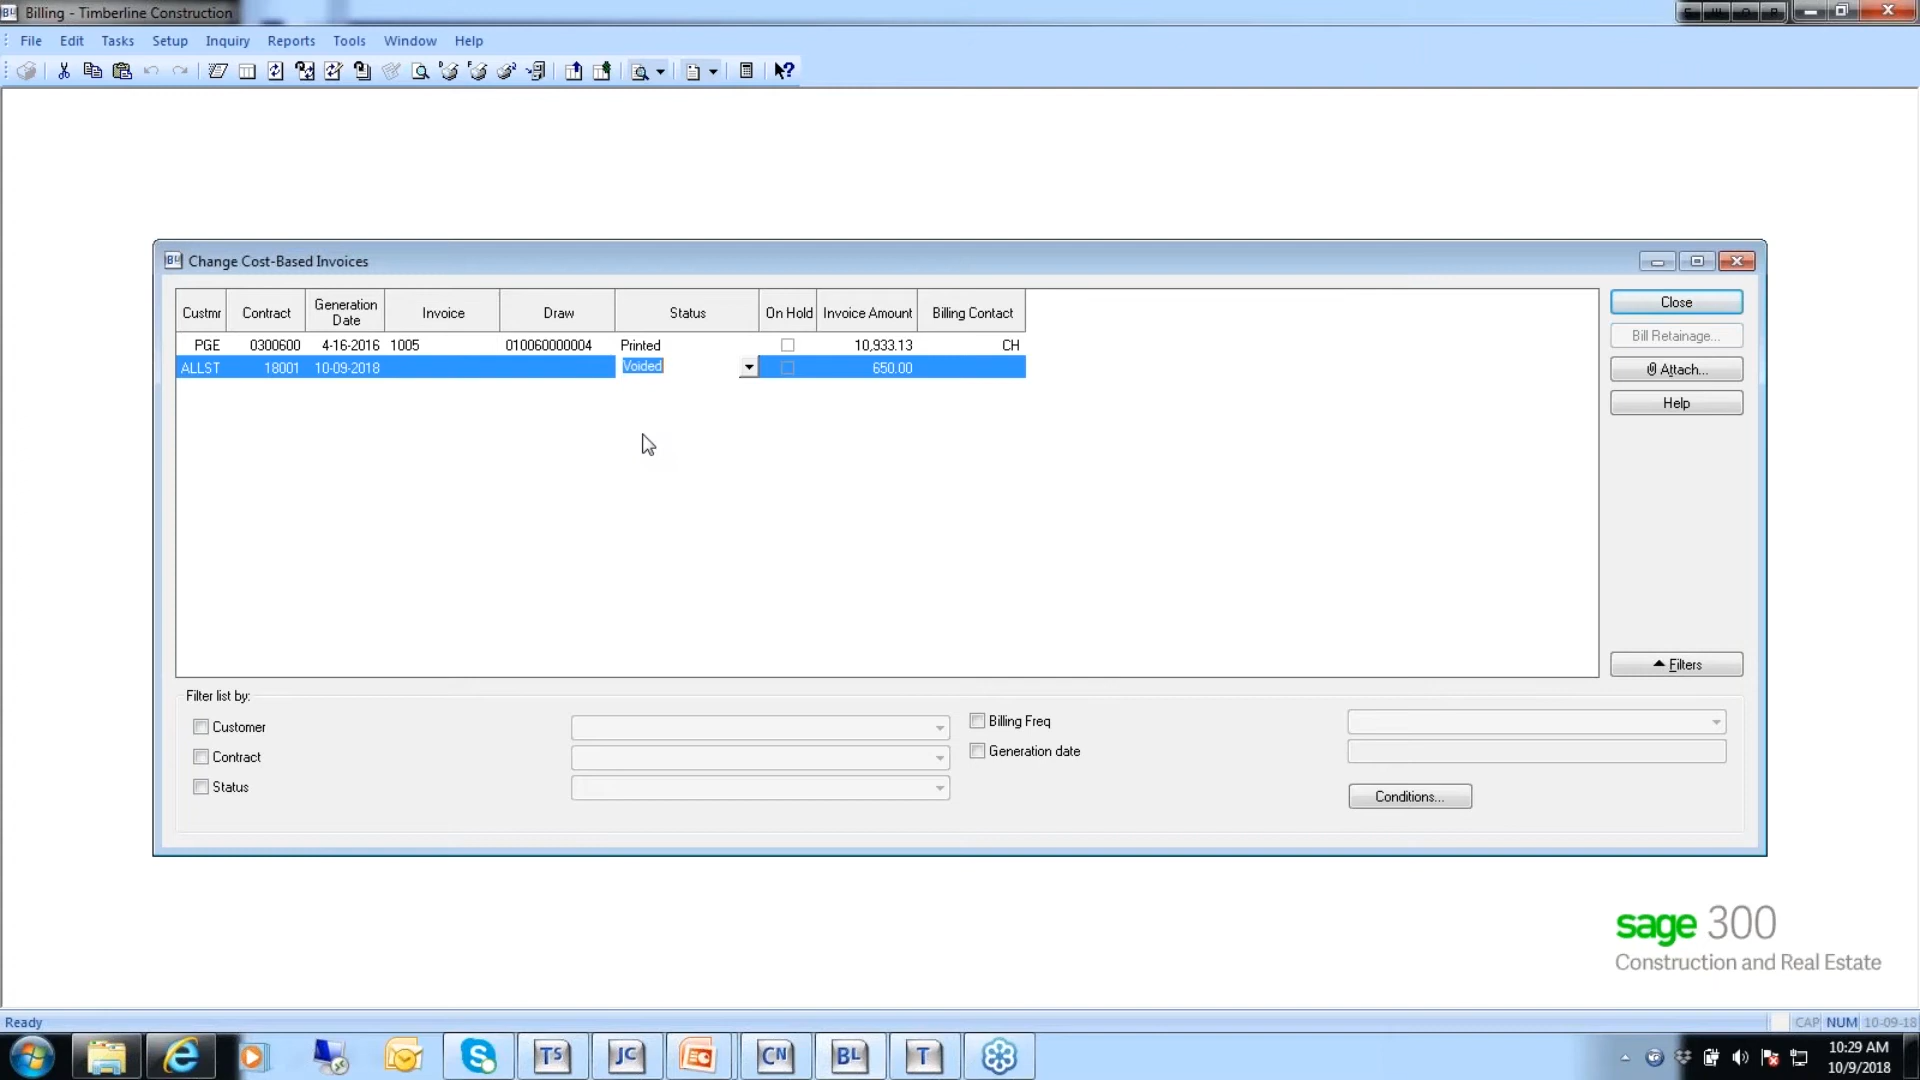 Billing - Timberline Construction
File Edit Tasks Setup Inquiry Reports Tools Window Help
Change Cost-Based Invoices
Custmr Contract Generation Date Invoice Draw Status On Hold Invoice Amount Billing Contact
PGE 0300600 4-16-2016 1005 010060000004 Printed 10,933.13 CH
ALLST 18001 10-09-2018 Voided 650.00
Close
Bill Retainage...
Attach...
Help
Filters
Filter list by:
Customer
Contract
Status
Billing Freq
Generation date
Conditions...
sage 300
Construction and Real Estate
Ready
CAP NUM 10-09-18
TS JC CN BL T
10:29 AM
10/9/2018